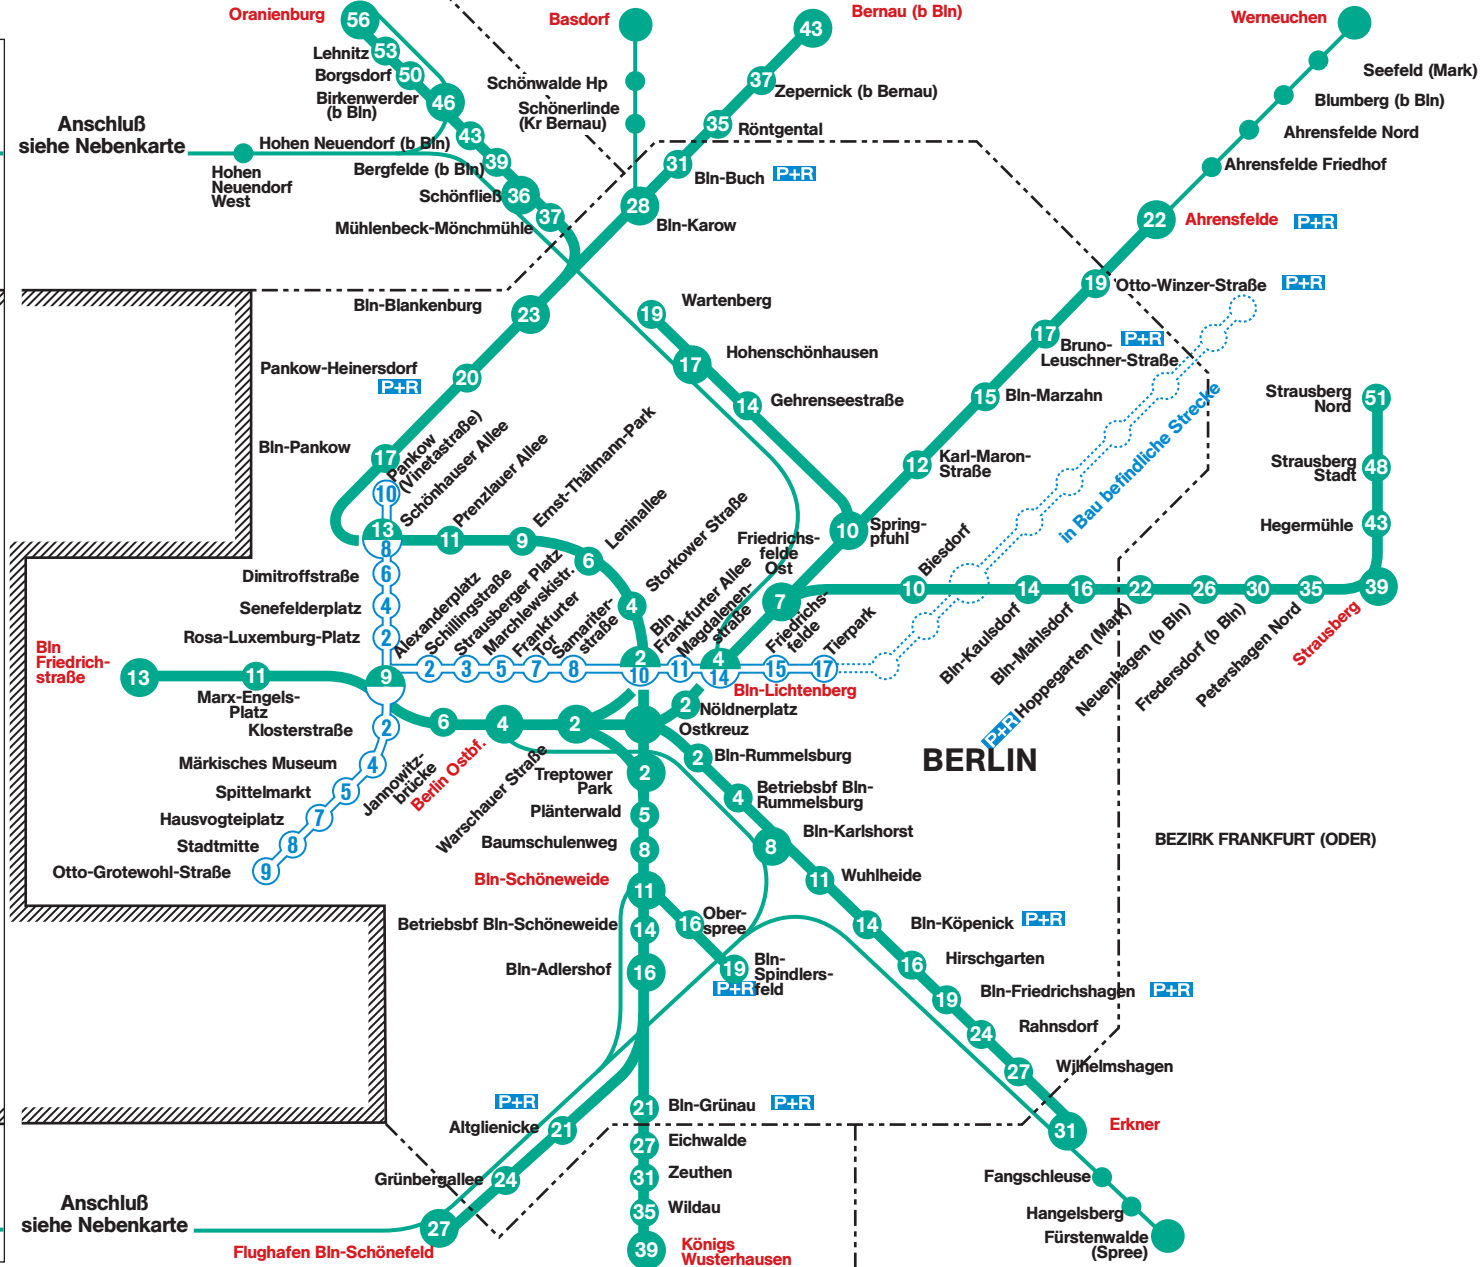 Oranienburg
56
Lehnitz
53
Borgsdorf
50
Birkenwerder
(b Bln)
46
Anschluß
siehe Nebenkarte
Hohen
Neuendorf
West
Hohen Neuendorf (b Bln)
43
Bergfelde (b Bln)
39
Schönfließ
36
Mühlenbeck-Mönchmühle
37
Basdorf
Schönwalde Hp
Schönerlinde
(Kr Bernau)
Bernau (b Bln)
43
37
Zepernick (b Bernau)
35
Röntgental
31
Bln-Buch
P+R
28
Bln-Karow
Werneuchen
Seefeld (Mark)
Blumberg (b Bln)
Ahrensfelde Nord
Ahrensfelde Friedhof
22
Ahrensfelde
P+R
19
Otto-Winzer-Straße
P+R
17
Bruno-
Leuschner-Straße
P+R
15
Bln-Marzahn
12
Karl-Maron-
Straße
10
Spring-
pfuhl
Bln-Blankenburg
23
Pankow-Heinersdorf
P+R
20
Bln-Pankow
17
19
Wartenberg
17
Hohenschönhausen
14
Gehrenseestraße
in Bau befindliche Strecke
Strausberg
Nord
51
Strausberg
Stadt
48
Hegermühle
43
39
Strausberg
Pankow
(Vinetastraße)
10
Schönhauser Allee
13
8
Prenzlauer Allee
11
Ernst-Thälmann-Park
9
Leninallee
6
Storkower Straße
4
Dimitroffstraße
6
Senefelderplatz
4
Rosa-Luxemburg-Platz
2
Alexanderplatz
9
Schillingstraße
2
Strausberger Platz
3
Marchlewskistr.
5
Frankfurter
Tor
7
Samariter-
straße
8
Bln
Frankfurter Allee
2
10
Magdalenen-
straße
11
4
14
Bln-Lichtenberg
Friedrichs-
felde
15
Tierpark
17
Friedrichs-
felde
Ost
7
Biesdorf
10
Bln-Kaulsdorf
14
Bln-Mahlsdorf
16
P+R
Hoppegarten (Mark)
22
Neuenhagen (b Bln)
26
Fredersdorf (b Bln)
30
Petershagen Nord
35
Bln
Friedrich-
straße
13
11
Marx-Engels-
Platz
Klosterstraße
2
Märkisches Museum
4
Spittelmarkt
5
Hausvogteiplatz
7
Stadtmitte
8
Otto-Grotewohl-Straße
9
Jannowitz-
brücke
6
Berlin Ostbf.
4
Warschauer Straße
2
2
Nöldnerplatz
Ostkreuz
BERLIN
BEZIRK FRANKFURT (ODER)
Treptower
Park
2
Plänterwald
5
Baumschulenweg
8
Bln-Schöneweide
11
Betriebsbf Bln-Schöneweide
14
Bln-Adlershof
16
Ober-
spree
16
19
Bln-
Spindlers-
feld
P+R
2
Bln-Rummelsburg
4
Betriebsbf Bln-
Rummelsburg
8
Bln-Karlshorst
11
Wuhlheide
14
Bln-Köpenick
P+R
16
Hirschgarten
19
Bln-Friedrichshagen
P+R
24
Rahnsdorf
27
Wilhelmshagen
31
Erkner
Fangschleuse
Hangelsberg
Fürstenwalde
(Spree)
21
Bln-Grünau
P+R
27
Eichwalde
31
Zeuthen
35
Wildau
39
Königs
Wusterhausen
P+R
Altglienicke
21
Grünbergallee
24
27
Flughafen Bln-Schönefeld
Anschluß
siehe Nebenkarte